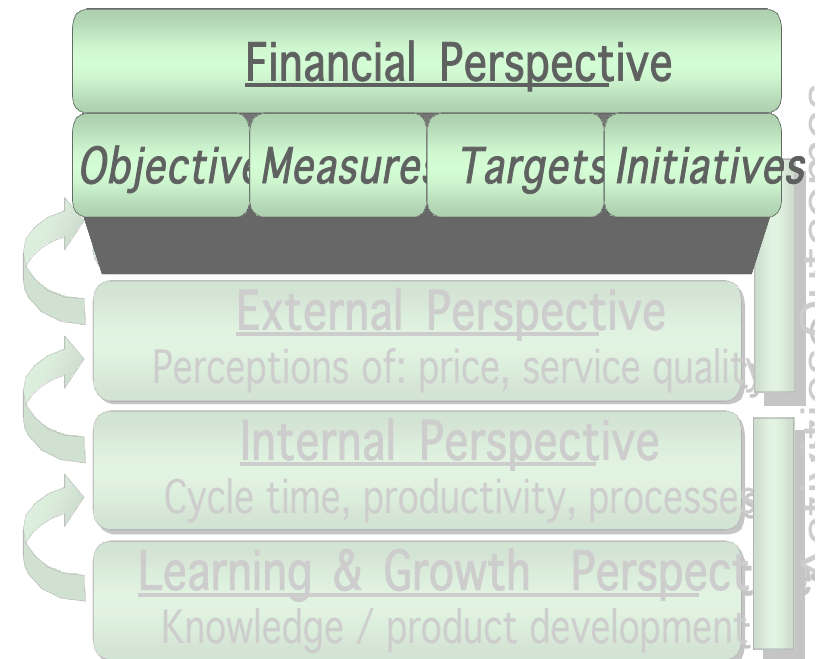 Financial Perspective
Objective Measures Targets Initiatives
External Perspective
Perceptions of: price, service quality
Internal Perspective
Cycle time, productivity, processes
Learning & Growth Perspect
Knowledge / product development